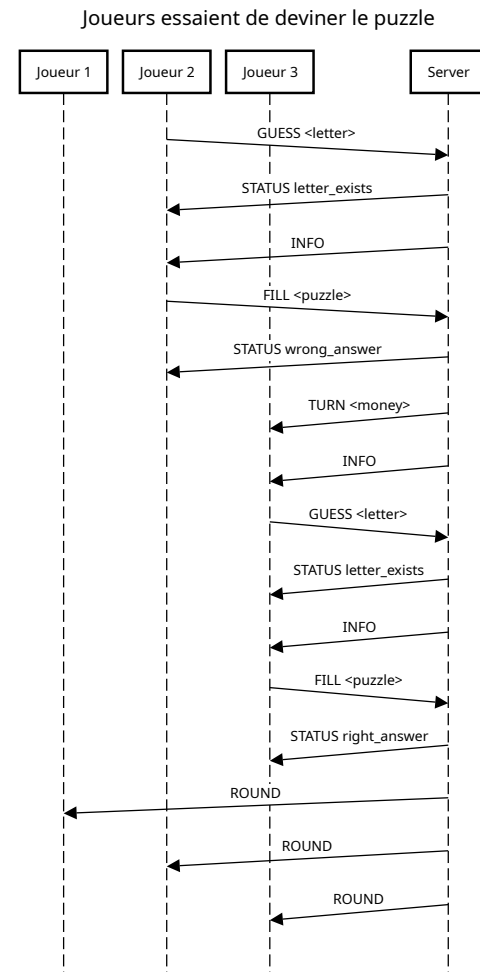 Joueurs essaient de deviner le puzzle
Joueur 1
Joueur 2
Joueur 3
Server
GUESS <letter>
STATUS letter_exists
INFO
FILL <puzzle>
STATUS wrong_answer
TURN <money>
INFO
GUESS <letter>
STATUS letter_exists
INFO
FILL <puzzle>
STATUS right_answer
ROUND
ROUND
ROUND